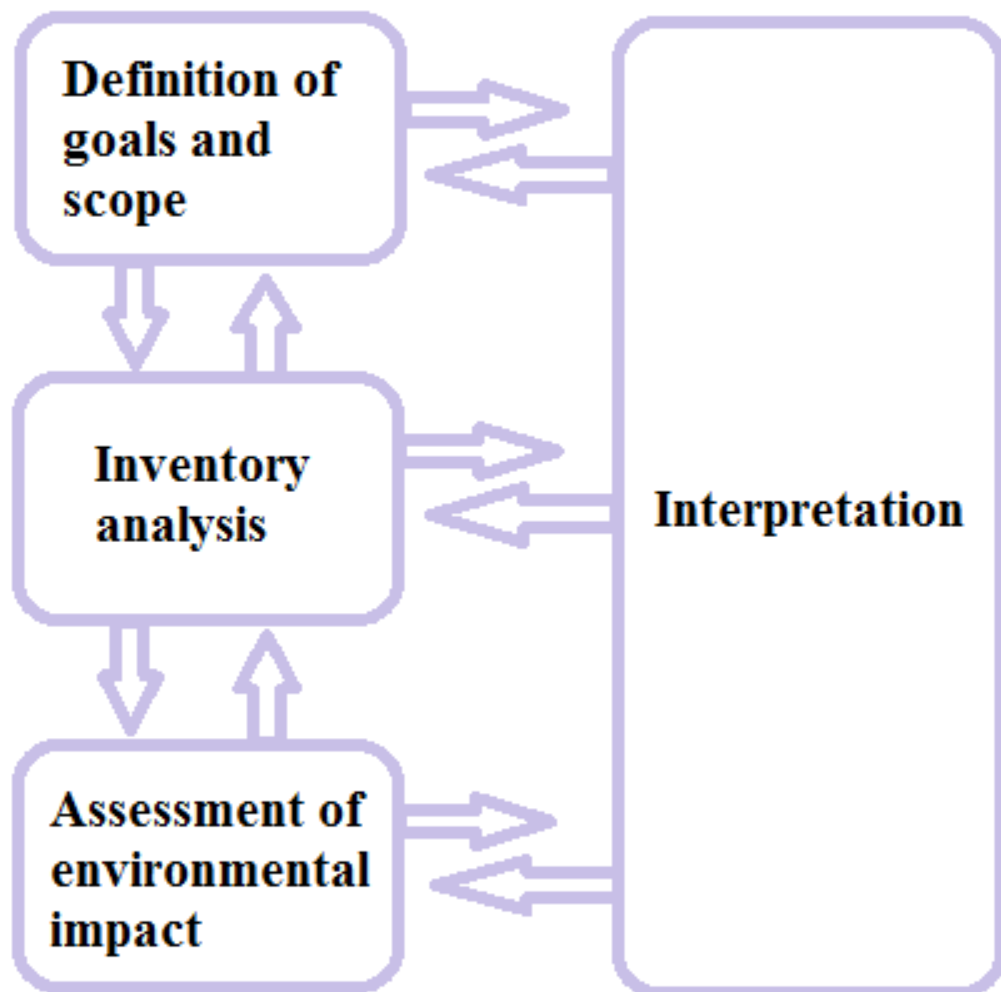 Definition of
goals and
scope
Inventory
analysis
Interpretation
Assessment of
environmental
impact